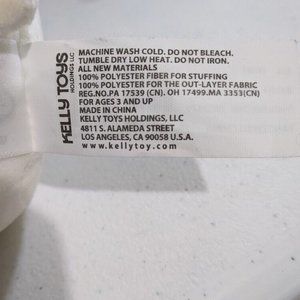 KELLY TOYS
HOLDINGS LLC
MACHINE WASH COLD. DO NOT BLEACH.
TUMBLE DRY LOW HEAT. DO NOT IRON.
ALL NEW MATERIALS
100% POLYESTER FIBER FOR STUFFING
100% POLYESTER FOR THE OUT-LAYER FABRIC
REG.NO.PA 17539 (CN). OH 17499.MA 3353(CN)
FOR AGES 3 AND UP
MADE IN CHINA
KELLY TOYS HOLDINGS, LLC
4811 S. ALAMEDA STREET
LOS ANGELES, CA 90058 U.S.A.
www.kellytoy.com